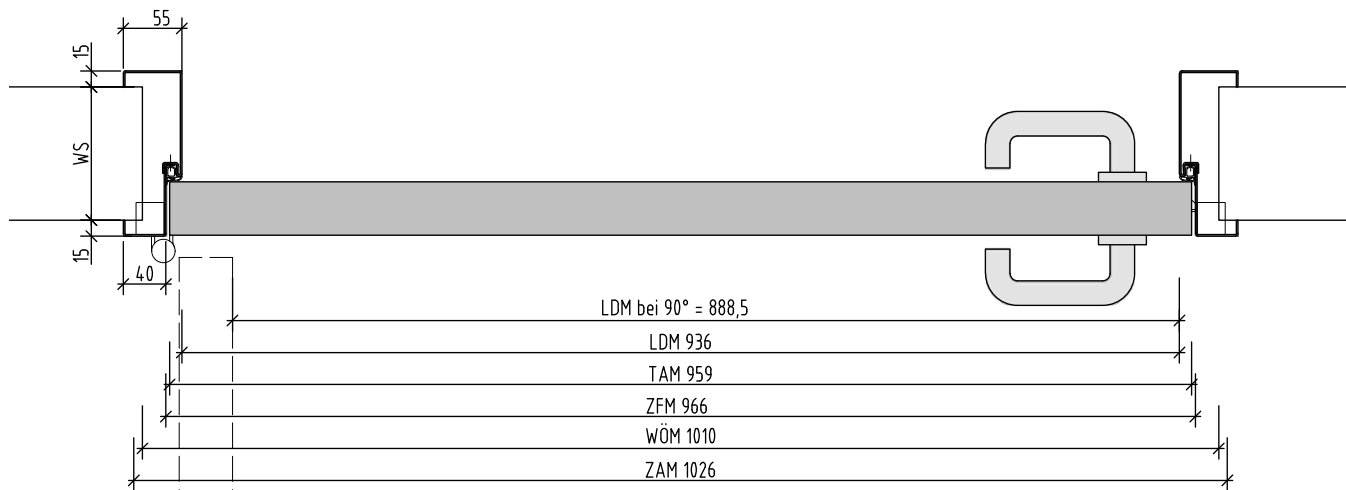 55
15
WS
15
40
LDM bei 90° = 888,5
LDM 936
TAM 959
ZFM 966
WÖM 1010
ZAM 1026